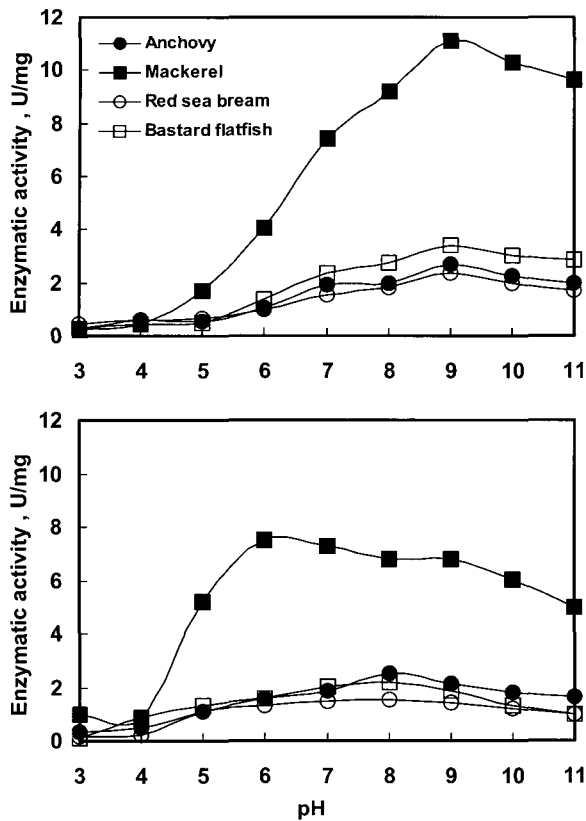 12
10
8
6
4
2
0
Enzymatic activity , U/mg
Anchovy
Mackerel
Red sea bream
Bastard flatfish
3 4 5 6 7 8 9 10 11
12
10
8
6
4
2
0
Enzymatic activity , U/mg
3 4 5 6 7 8 9 10 11
pH